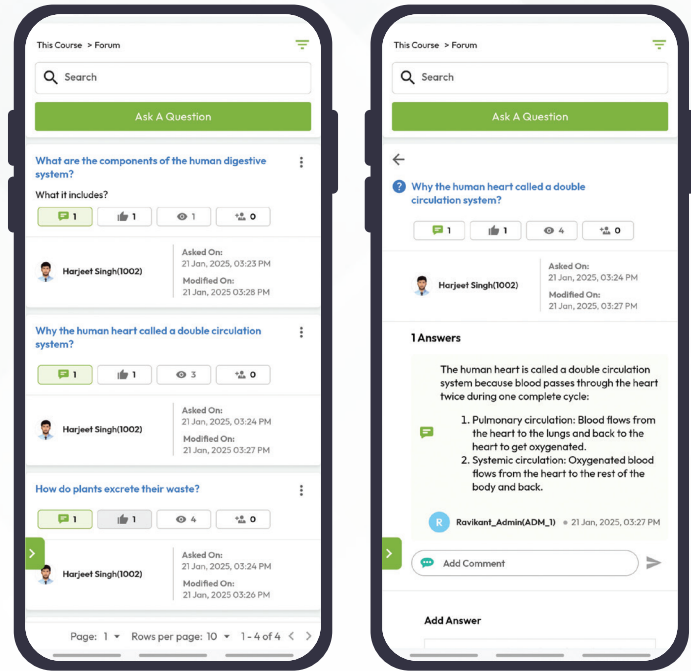 This Course > Forum
Search
Ask A Question
What are the components of the human digestive
system?
What it includes?
1 1 1 0
Harjeet Singh(1002)
Asked On:
21 Jan, 2025, 03:23 PM
Modified On:
21 Jan, 2025 03:28 PM
Why the human heart called a double circulation
system?
1 1 3 0
Harjeet Singh(1002)
Asked On:
21 Jan, 2025, 03:24 PM
Modified On:
21 Jan, 2025 03:27 PM
How do plants excrete their waste?
1 1 4 0
Harjeet Singh(1002)
Asked On:
21 Jan, 2025, 03:24 PM
Modified On:
21 Jan, 2025 03:26 PM
Page: 1 Rows per page: 10 1 - 4 of 4
This Course > Forum
Search
Ask A Question
Why the human heart called a double
circulation system?
1 1 4 0
Harjeet Singh(1002)
Asked On:
21 Jan, 2025, 03:24 PM
Modified On:
21 Jan, 2025, 03:27 PM
1 Answers
The human heart is called a double circulation
system because blood passes through the heart
twice during one complete cycle:
1. Pulmonary circulation: Blood flows from
the heart to the lungs and back to the
heart to get oxygenated.
2. Systemic circulation: Oxygenated blood
flows from the heart to the rest of the
body and back.
R Ravikant_Admin(ADM_1) • 21 Jan, 2025, 03:27 PM
Add Comment
Add Answer